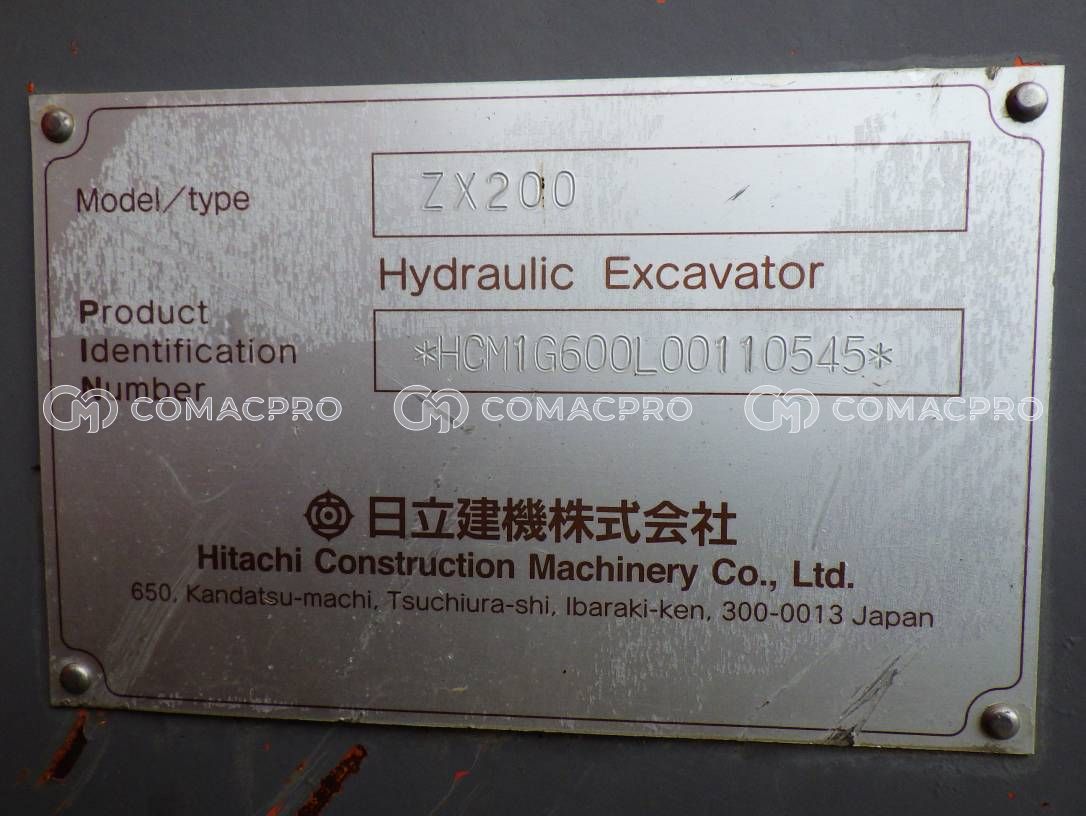 Model/type ZX200
Hydraulic Excavator
Product
Identification
Number
*HCM1G600L00110545*
COMACPRO COMACPRO COMACPRO
日立建機株式会社
Hitachi Construction Machinery Co., Ltd.
650, Kandatsu-machi, Tsuchiura-shi, Ibaraki-ken, 300-0013 Japan